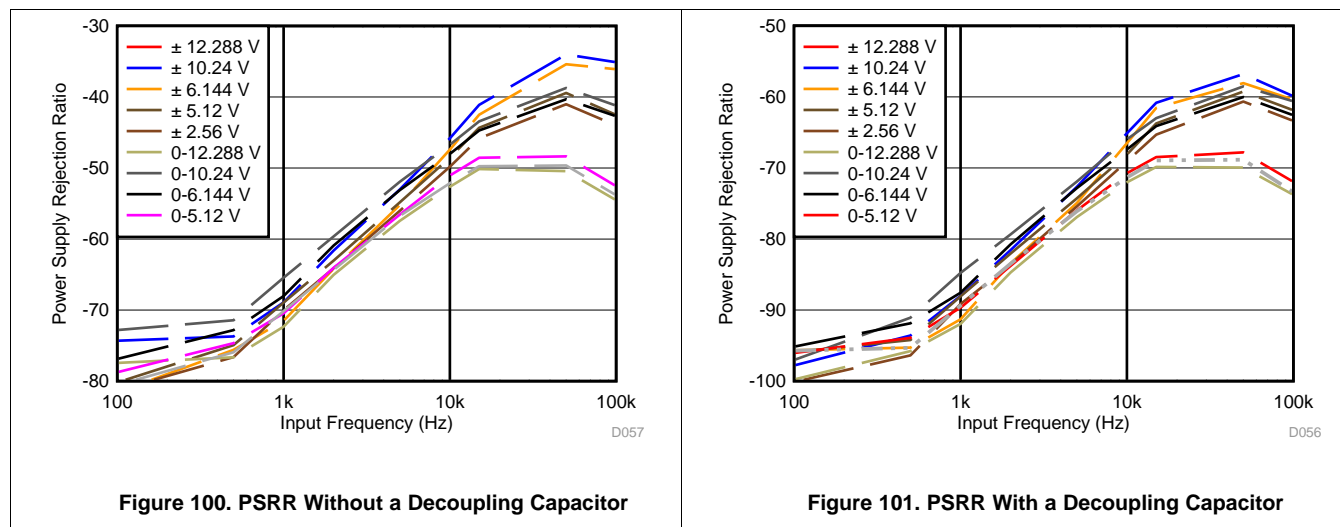 -30
-40
-50
-60
-70
-80
Power Supply Rejection Ratio
± 12.288 V
± 10.24 V
± 6.144 V
± 5.12 V
± 2.56 V
0-12.288 V
0-10.24 V
0-6.144 V
0-5.12 V
100
1k
10k
100k
Input Frequency (Hz)
D057
Figure 100. PSRR Without a Decoupling Capacitor
-50
-60
-70
-80
-90
-100
Power Supply Rejection Ratio
± 12.288 V
± 10.24 V
± 6.144 V
± 5.12 V
± 2.56 V
0-12.288 V
0-10.24 V
0-6.144 V
0-5.12 V
100
1k
10k
100k
Input Frequency (Hz)
D056
Figure 101. PSRR With a Decoupling Capacitor